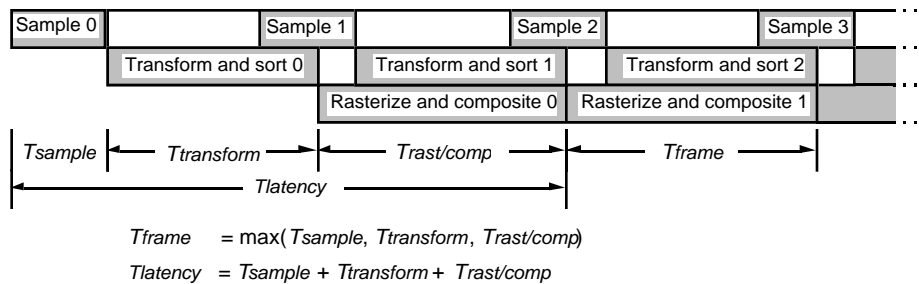 Sample 0 Sample 1 Sample 2 Sample 3
Transform and sort 0 Transform and sort 1 Transform and sort 2
Rasterize and composite 0 Rasterize and composite 1
Tsample Ttransform Trast/comp Tframe
Tlatency
Tframe = max(Tsample, Ttransform, Trast/comp)
Tlatency = Tsample + Ttransform + Trast/comp